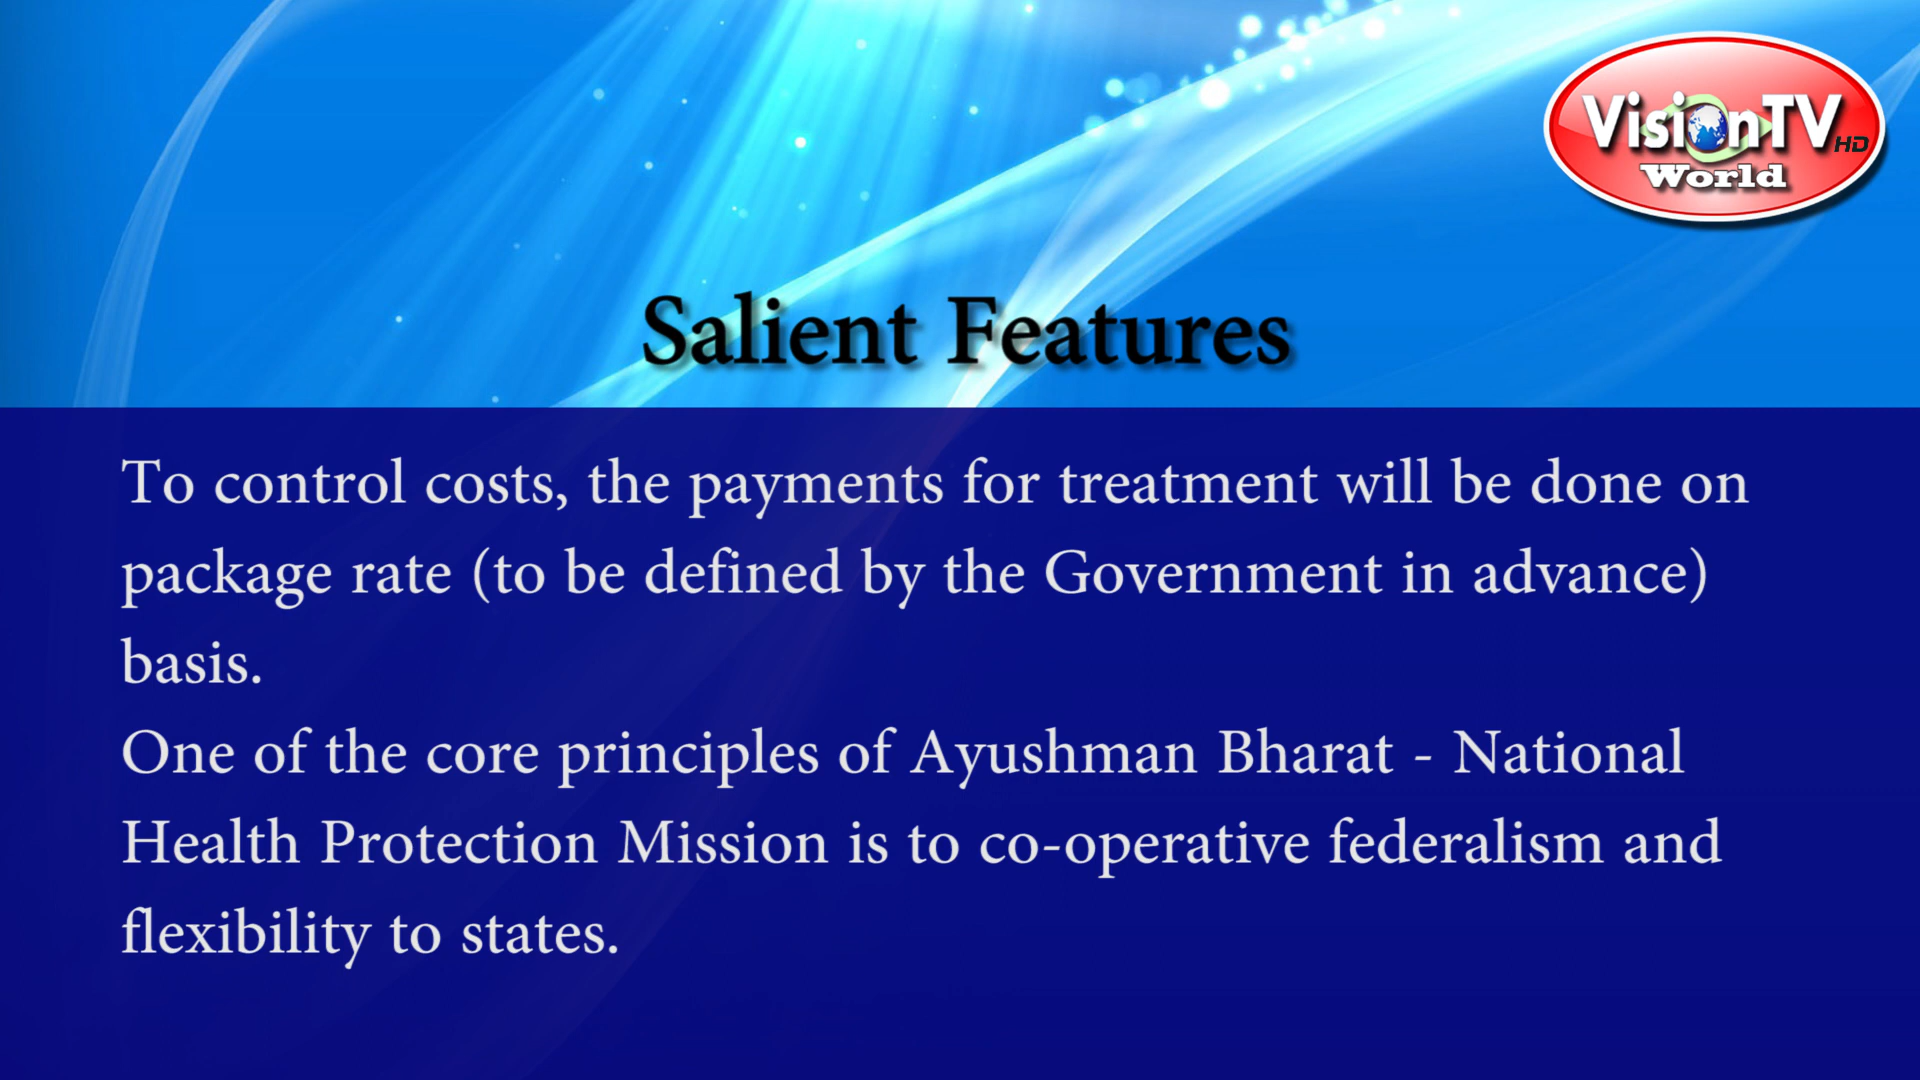 VisionTV HD
World
Salient Features
To control costs, the payments for treatment will be done on
package rate (to be defined by the Government in advance)
basis.
One of the core principles of Ayushman Bharat - National
Health Protection Mission is to co-operative federalism and
flexibility to states.